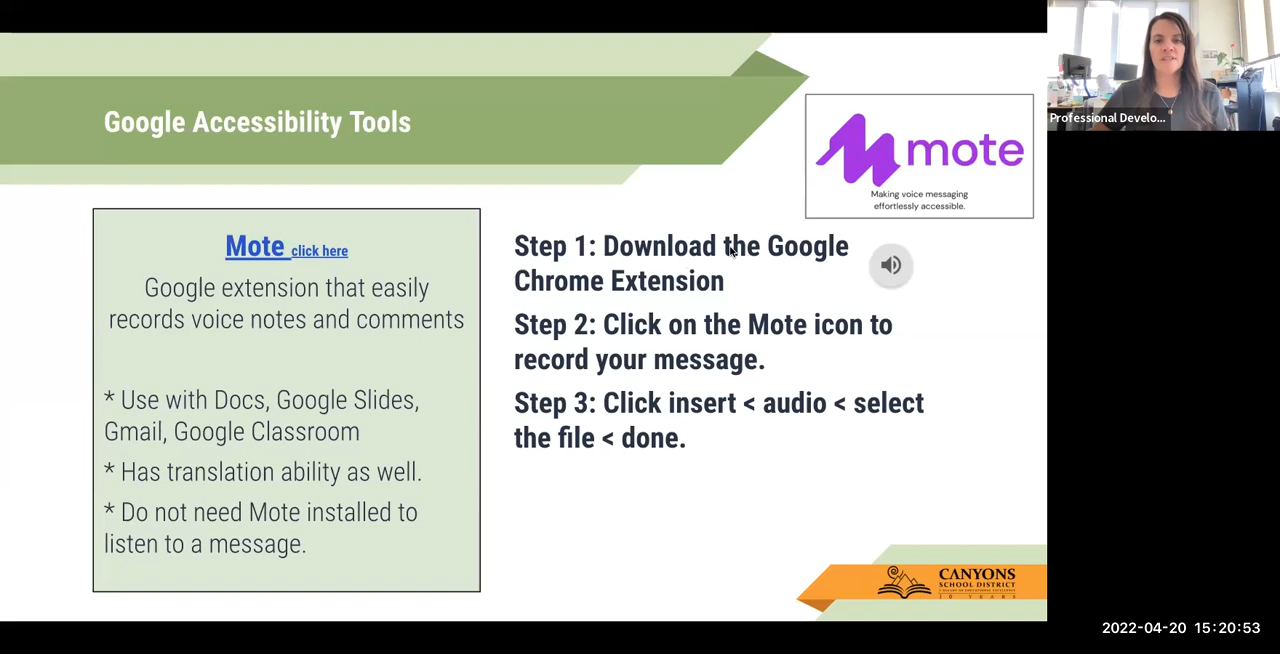 Google Accessibility Tools
mote
Making voice messaging
effortlessly accessible.
Mote click here
Google extension that easily
records voice notes and comments
* Use with Docs, Google Slides,
Gmail, Google Classroom
* Has translation ability as well.
* Do not need Mote installed to
listen to a message.
Step 1: Download the Google
Chrome Extension
Step 2: Click on the Mote icon to
record your message.
Step 3: Click insert < audio < select
the file < done.
CANYONS
SCHOOL DISTRICT
10 YEARS
Professional Develo...
2022-04-20 15:20:53